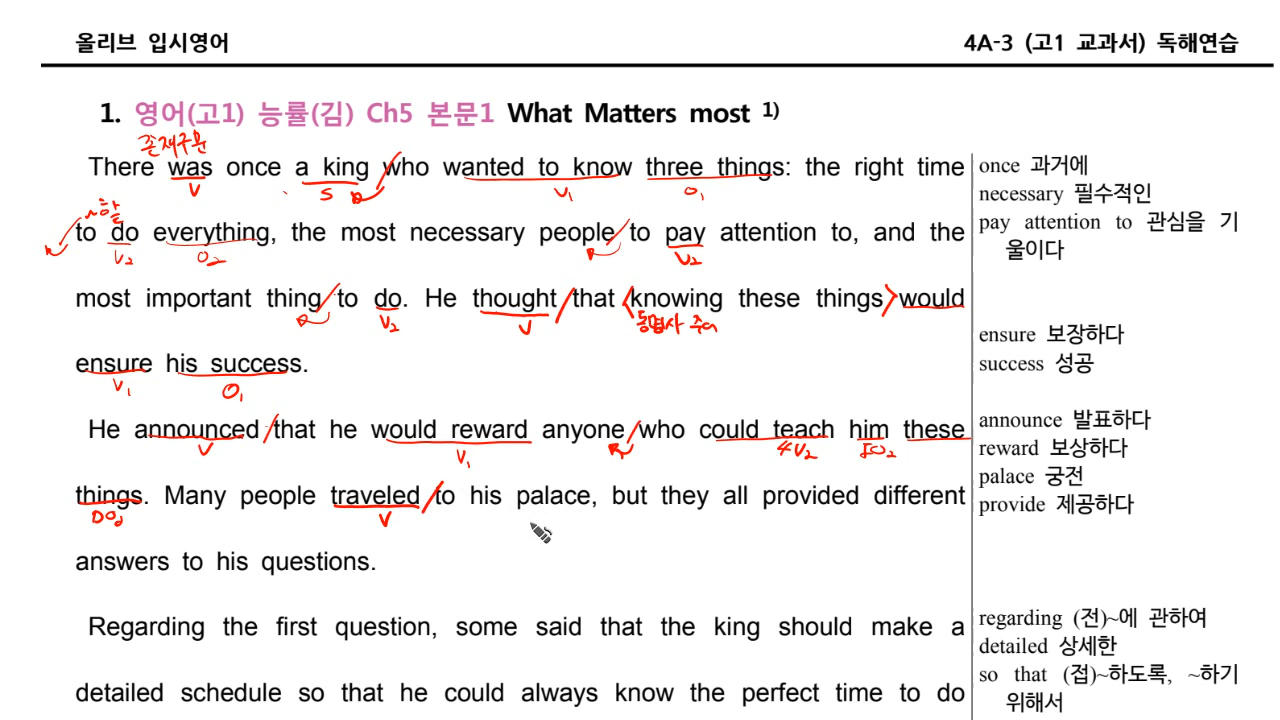 올리브 입시영어
4A-3 (고1 교과서) 독해연습
1. 영어(고1) 능률(김) Ch5 본문1 What Matters most 1)
존재구문
There was once a king who wanted to know three things: the right time
V S V1 O1
~할
to do everything, the most necessary people to pay attention to, and the
V2 O2 V2
most important thing to do. He thought that knowing these things would
V2 V 동명사 주어
ensure his success.
V1 O1
He announced that he would reward anyone who could teach him these
V V1 4V2 IO2
things. Many people traveled to his palace, but they all provided different
DO2 V
answers to his questions.
Regarding the first question, some said that the king should make a
detailed schedule so that he could always know the perfect time to do
once 과거에
necessary 필수적인
pay attention to 관심을 기
울이다
ensure 보장하다
success 성공
announce 발표하다
reward 보상하다
palace 궁전
provide 제공하다
regarding (전)~에 관하여
detailed 상세한
so that (접)~하도록, ~하기
위해서